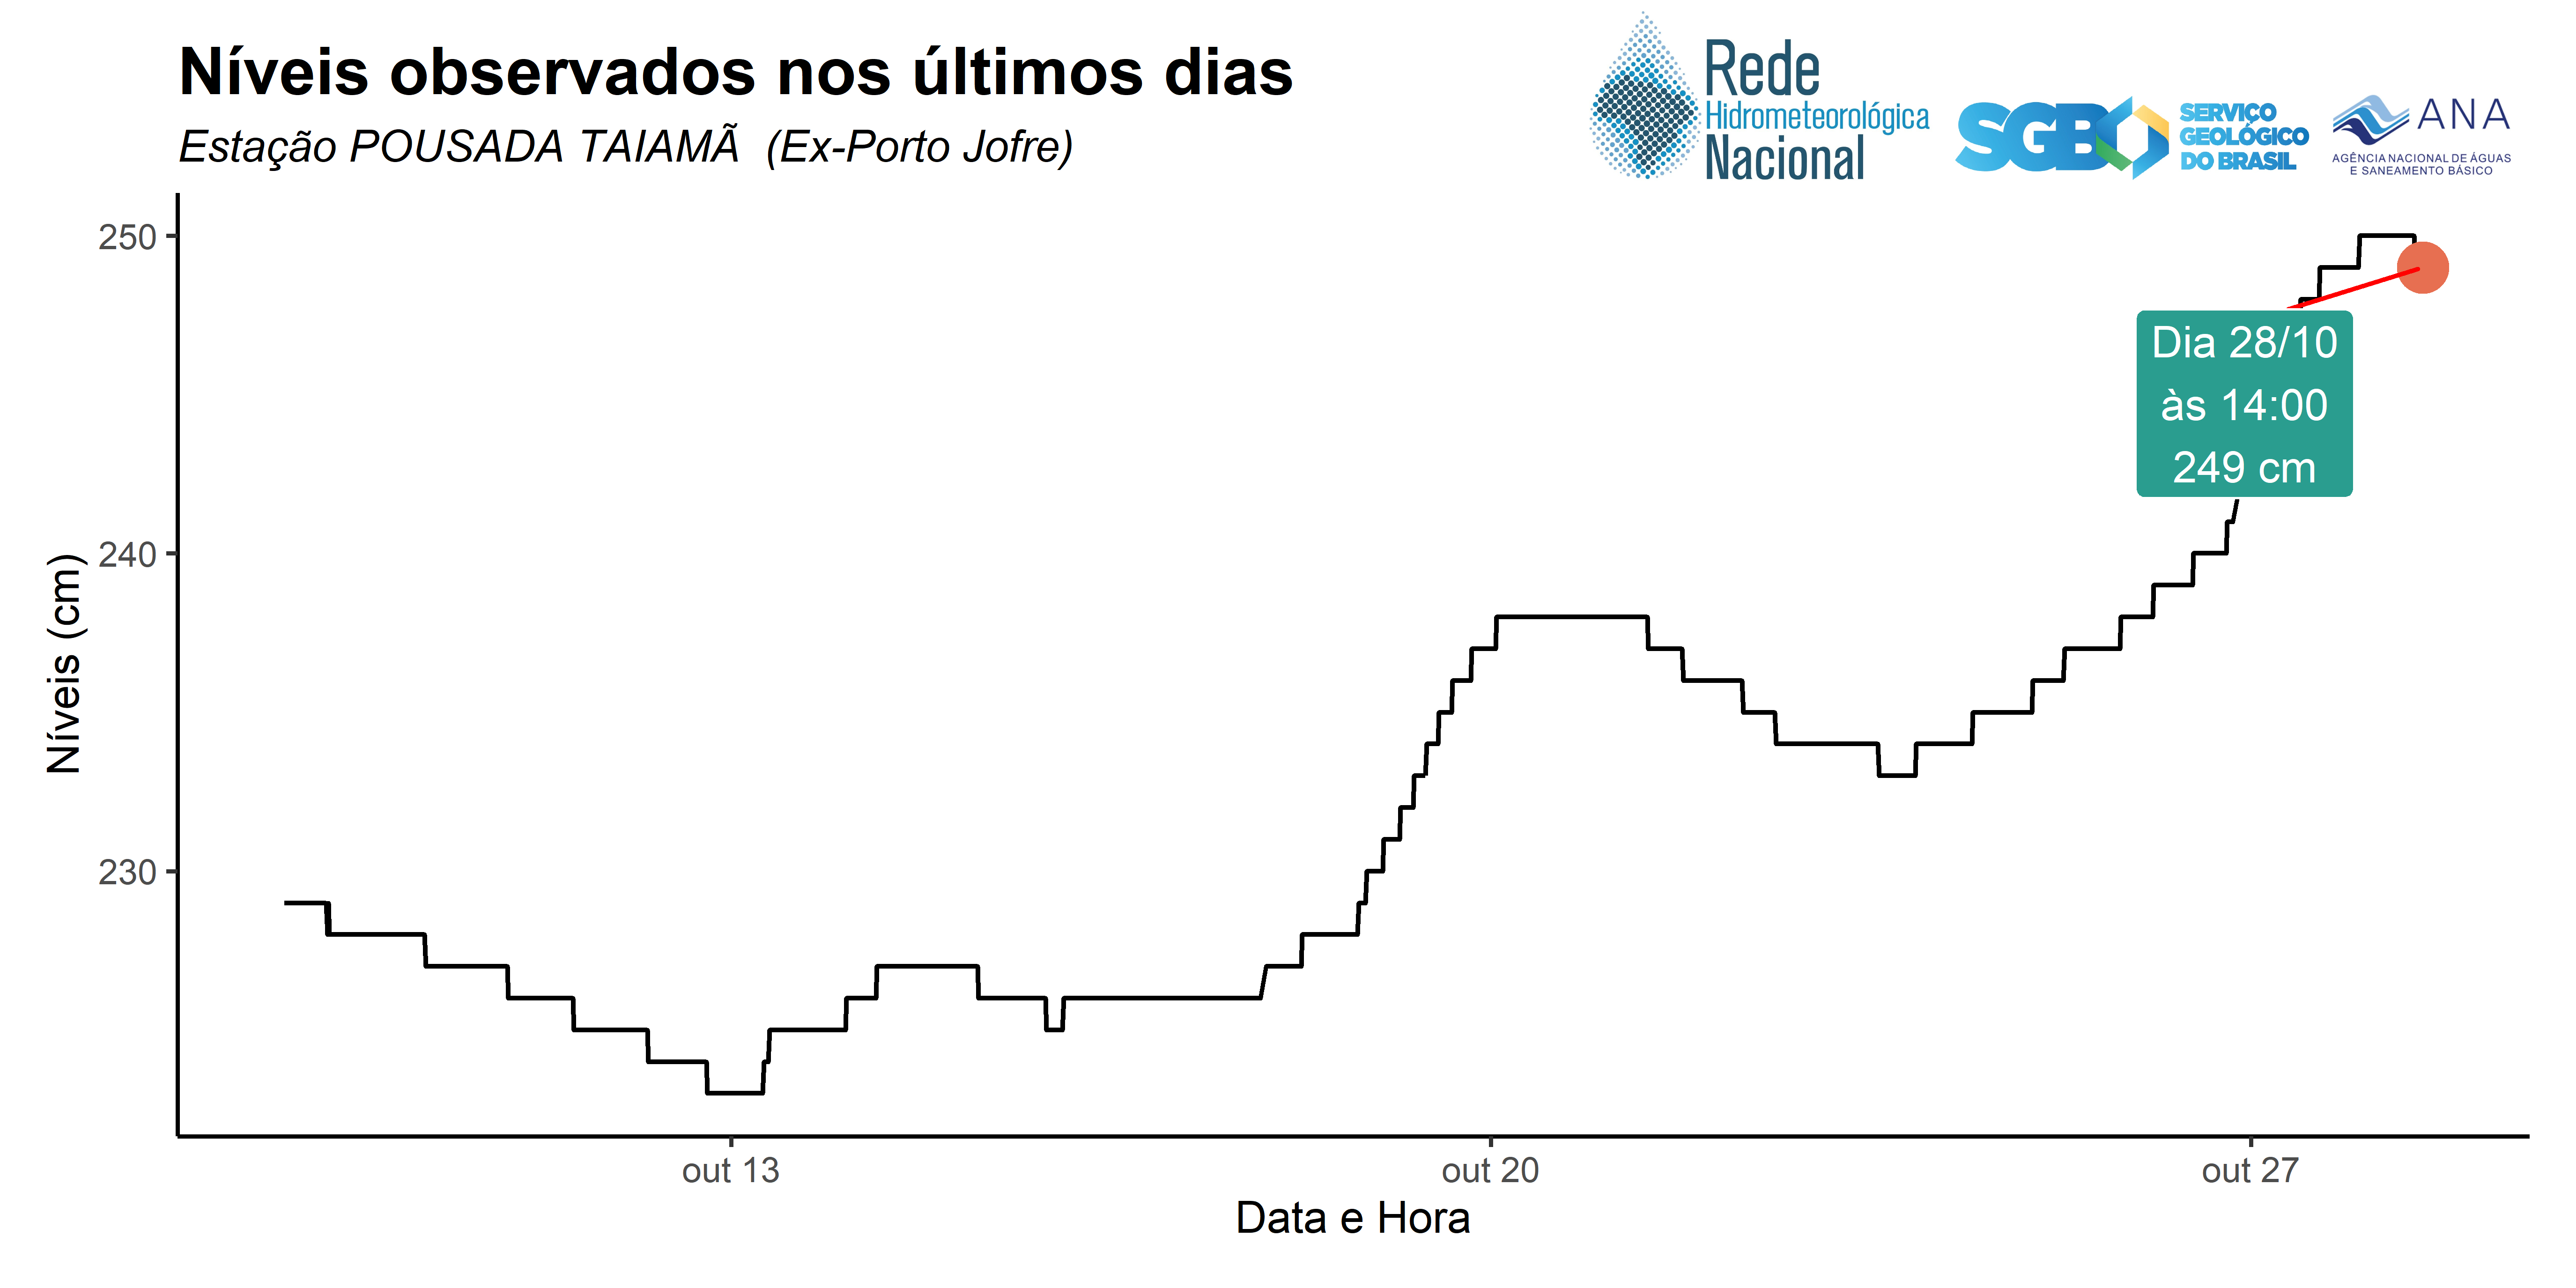 Níveis observados nos últimos dias
Estação POUSADA TAIAMÃ  (Ex-Porto Jofre)
Rede
Hidrometeorológica
Nacional
SGB
SERVIÇO
GEOLÓGICO
DO BRASIL
ANA
AGÊNCIA NACIONAL DE ÁGUAS
E SANEAMENTO BÁSICO
250
240
230
Níveis (cm)
Dia 28/10
às 14:00
249 cm
out 13
out 20
out 27
Data e Hora